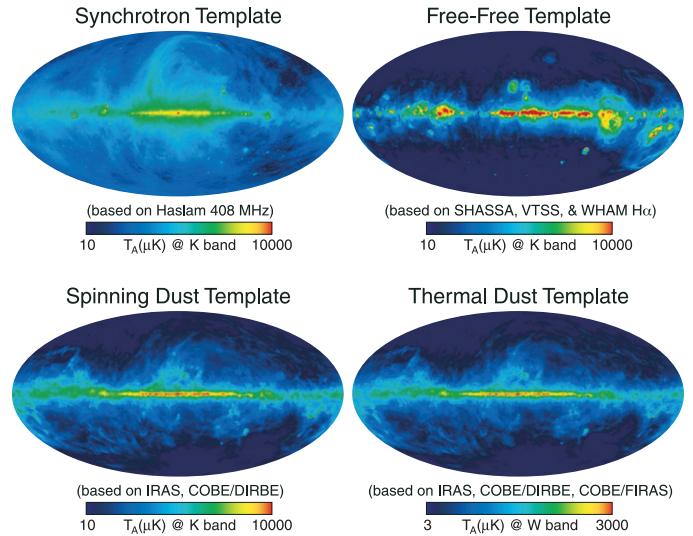 Synchrotron Template
Free-Free Template
(based on Haslam 408 MHz)
(based on SHASSA, VTSS, & WHAM Hα)
10 T_A(μK) @ K band 10000
10 T_A(μK) @ K band 10000
Spinning Dust Template
Thermal Dust Template
(based on IRAS, COBE/DIRBE)
(based on IRAS, COBE/DIRBE, COBE/FIRAS)
10 T_A(μK) @ K band 10000
3 T_A(μK) @ W band 3000